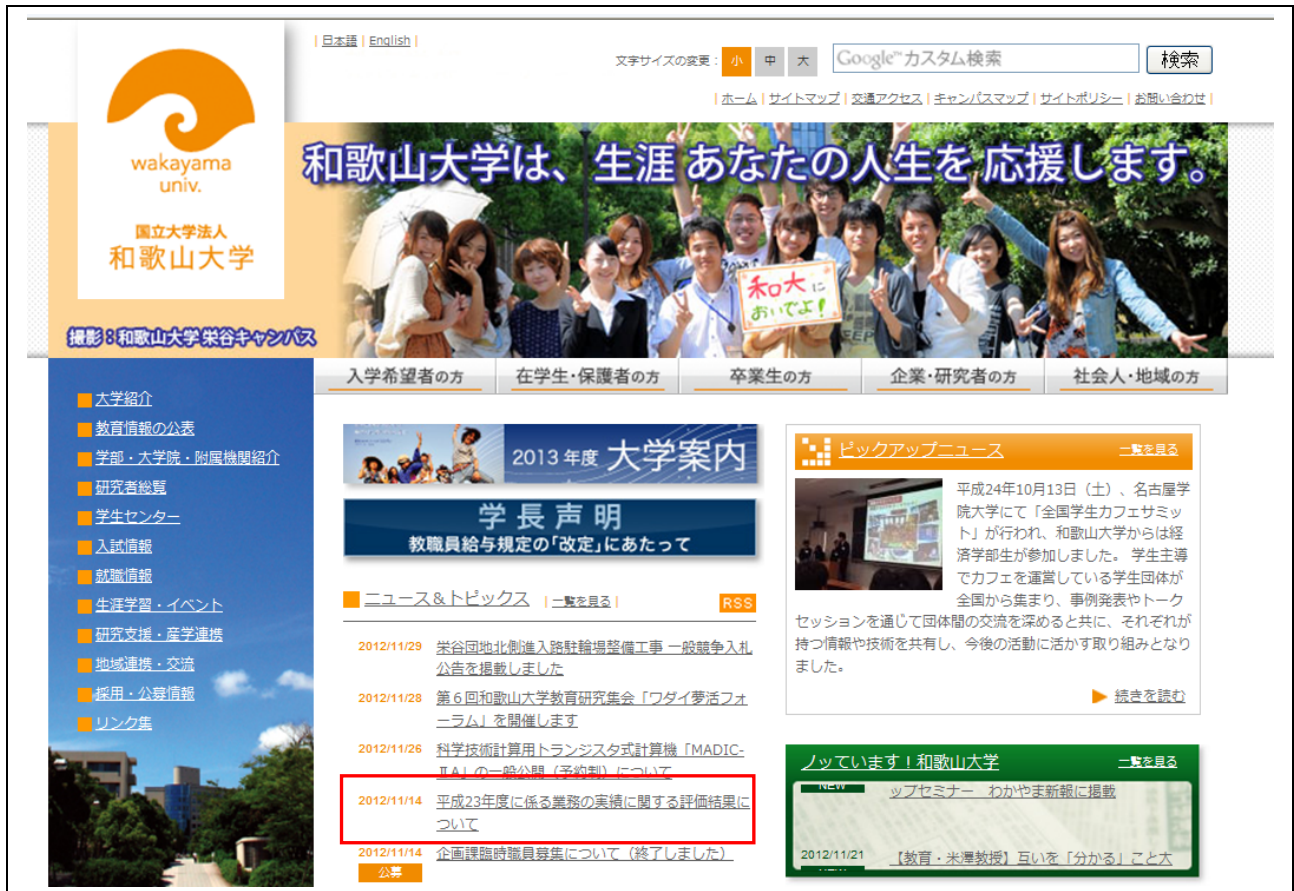 日本語 | English
文字サイズの変更： 小 中 大 Google™カスタム検索 検索
ホーム | サイトマップ | 交通アクセス | キャンパスマップ | サイトポリシー | お問い合わせ
wakayama
univ.
国立大学法人
和歌山大学
和歌山大学は、生涯あなたの人生を応援します。
和大に
おいでよ!
撮影：和歌山大学栄谷キャンパス
入学希望者の方 在学生・保護者の方 卒業生の方 企業・研究者の方 社会人・地域の方
大学紹介
教育情報の公表
学部・大学院・附属機関紹介
研究者総覧
学生センター
入試情報
就職情報
生涯学習・イベント
研究支援・産学連携
地域連携・交流
採用・公募情報
リンク集
2013年度 大学案内
学長声明
教職員給与規定の「改定」にあたって
ニュース＆トピックス | 一覧を見る | RSS
2012/11/29 栄谷団地北側進入路駐輪場整備工事 一般競争入札
公告を掲載しました
2012/11/28 第６回和歌山大学教育研究集会「ワダイ夢活フォ
ーラム」を開催します
2012/11/26 科学技術計算用トランジスタ式計算機「MADIC-
ⅡA」の一般公開（予約制）について
2012/11/14 平成23年度に係る業務の実績に関する評価結果に
ついて
2012/11/14 企画課臨時職員募集について（終了しました）
公募
ピックアップニュース 一覧を見る
平成24年10月13日（土）、名古屋学
院大学にて「全国学生カフェサミッ
ト」が行われ、和歌山大学からは経
済学部生が参加しました。 学生主導
でカフェを運営している学生団体が
全国から集まり、事例発表やトーク
セッションを通じて団体間の交流を深めると共に、それぞれが
持つ情報や技術を共有し、今後の活動に活かす取り組みとなり
ました。
続きを読む
ノッています！和歌山大学 一覧を見る
NEW
ップセミナー わかやま新報に掲載
2012/11/21 【教育・米澤教授】互いを「分かる」こと大